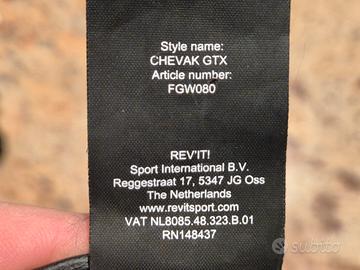 Style name:
CHEVAK GTX
Article number:
FGW080
REV'IT!
Sport International B.V.
Reggestraat 17, 5347 JG Oss
The Netherlands
www.revitsport.com
VAT NL8085.48.323.B.01
RN148437
subito